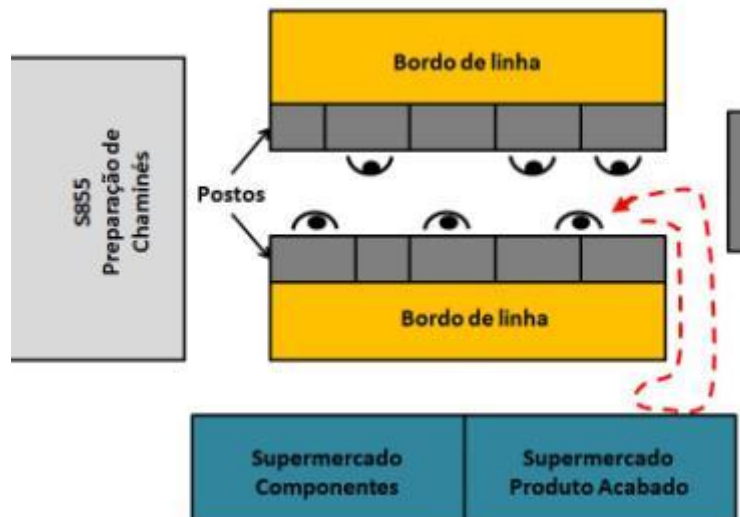 Bordo de linha
S855
Preparação de
Chaminés
Postos
Bordo de linha
Supermercado
Componentes
Supermercado
Produto Acabado